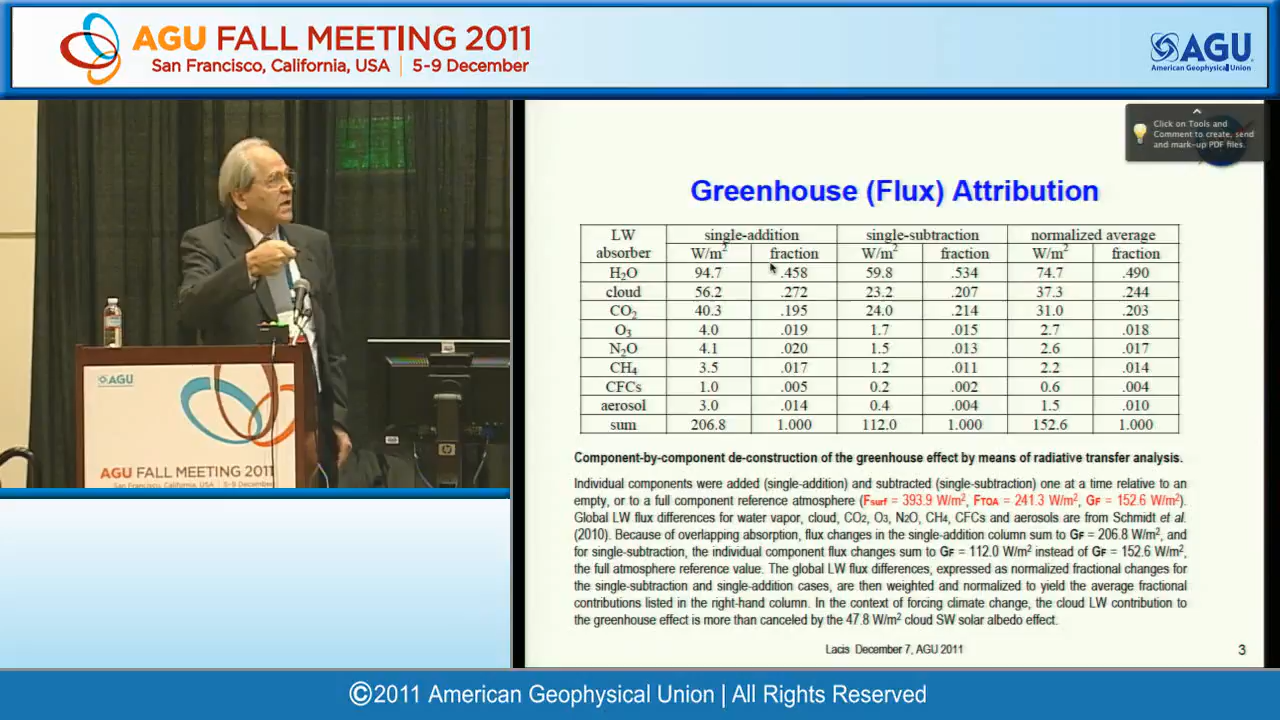 AGU FALL MEETING 2011
San Francisco, California, USA | 5-9 December
AGU
American Geophysical Union
Click on Tools and
Comment to create, send
and mark-up PDF files.
Greenhouse (Flux) Attribution
LW absorber single-addition single-subtraction normalized average
W/m² fraction W/m² fraction W/m² fraction
H₂O 94.7 .458 59.8 .534 74.7 .490
cloud 56.2 .272 23.2 .207 37.3 .244
CO₂ 40.3 .195 24.0 .214 31.0 .203
O₃ 4.0 .019 1.7 .015 2.7 .018
N₂O 4.1 .020 1.5 .013 2.6 .017
CH₄ 3.5 .017 1.2 .011 2.2 .014
CFCs 1.0 .005 0.2 .002 0.6 .004
aerosol 3.0 .014 0.4 .004 1.5 .010
sum 206.8 1.000 112.0 1.000 152.6 1.000
Component-by-component de-construction of the greenhouse effect by means of radiative transfer analysis.
Individual components were added (single-addition) and subtracted (single-subtraction) one at a time relative to an
empty, or to a full component reference atmosphere (Fsurf = 393.9 W/m², FTOA = 241.3 W/m², GF = 152.6 W/m²).
Global LW flux differences for water vapor, cloud, CO₂, O₃, N₂O, CH₄, CFCs and aerosols are from Schmidt et al.
(2010). Because of overlapping absorption, flux changes in the single-addition column sum to GF = 206.8 W/m², and
for single-subtraction, the individual component flux changes sum to GF = 112.0 W/m² instead of GF = 152.6 W/m²,
the full atmosphere reference value. The global LW flux differences, expressed as normalized fractional changes for
the single-subtraction and single-addition cases, are then weighted and normalized to yield the average fractional
contributions listed in the right-hand column. In the context of forcing climate change, the cloud LW contribution to
the greenhouse effect is more than canceled by the 47.8 W/m² cloud SW solar albedo effect.
Lacis December 7, AGU 2011
3
AGU
AGU FALL MEETING 2011
hp
©2011 American Geophysical Union | All Rights Reserved